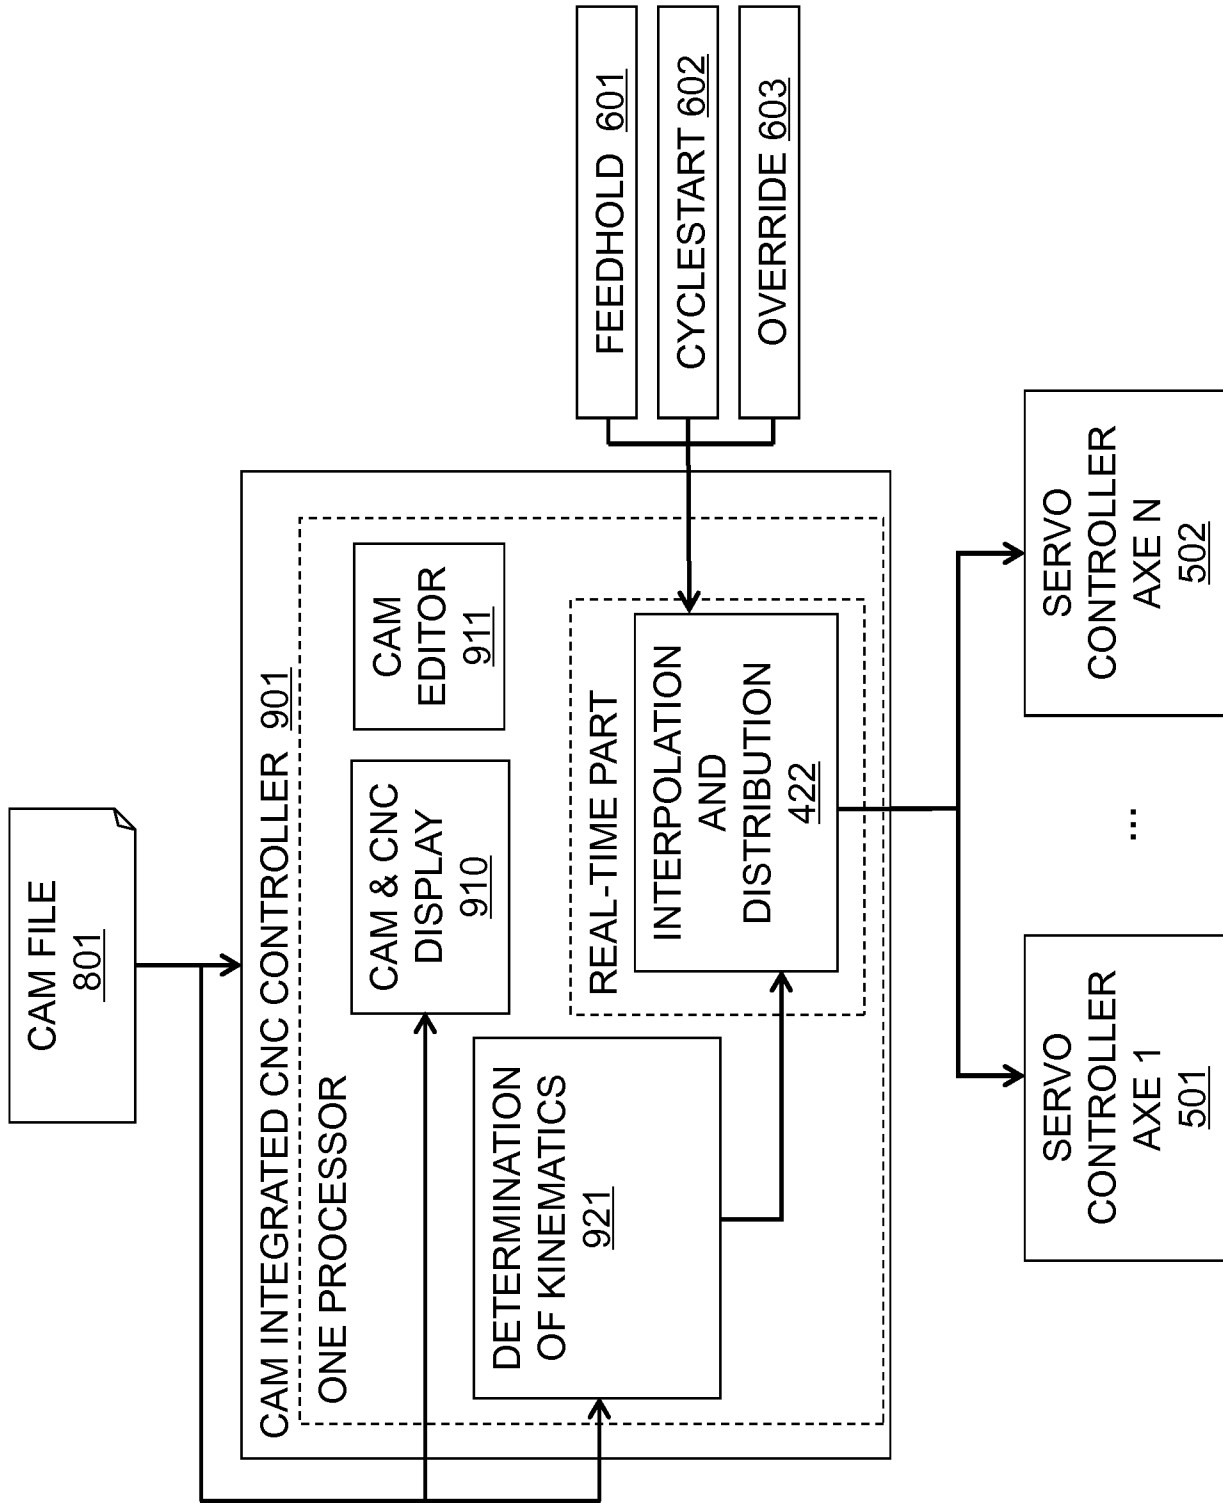 CAM FILE
801
CAM INTEGRATED CNC CONTROLLER 901
ONE PROCESSOR
CAM & CNC
DISPLAY
910
CAM
EDITOR
911
DETERMINATION
OF KINEMATICS
921
REAL-TIME PART
INTERPOLATION
AND
DISTRIBUTION
422
FEEDHOLD 601
CYCLESTART 602
OVERRIDE 603
SERVO
CONTROLLER
AXE 1
501
...
SERVO
CONTROLLER
AXE N
502